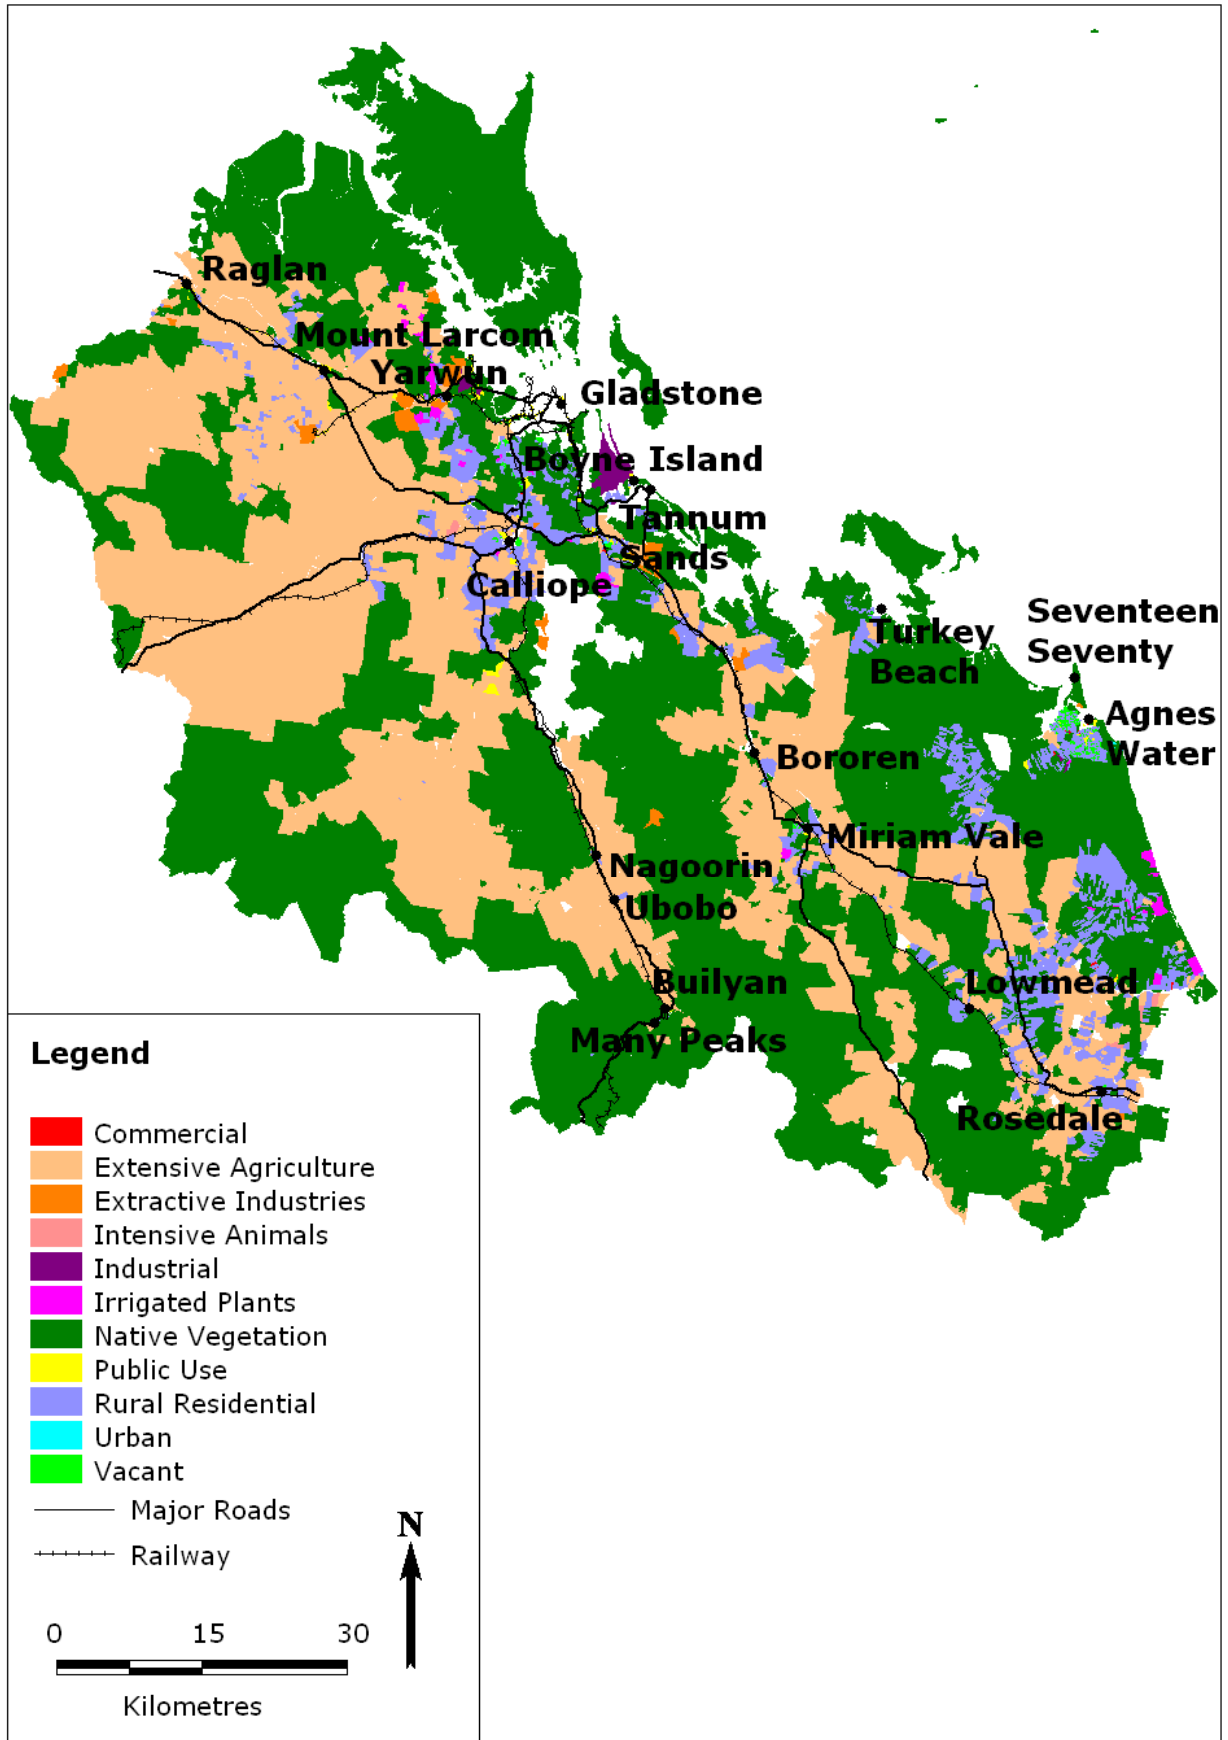 Raglan
Mount Larcom
Yarwun
Gladstone
Boyne Island
Tannum
Sands
Calliope
Turkey
Beach
Seventeen
Seventy
Agnes
Water
Bororen
Miriam Vale
Nagoorin
Ubobo
Builyan
Lowmead
Many Peaks
Rosedale
Legend
Commercial
Extensive Agriculture
Extractive Industries
Intensive Animals
Industrial
Irrigated Plants
Native Vegetation
Public Use
Rural Residential
Urban
Vacant
Major Roads
Railway
N
0 15 30
Kilometres